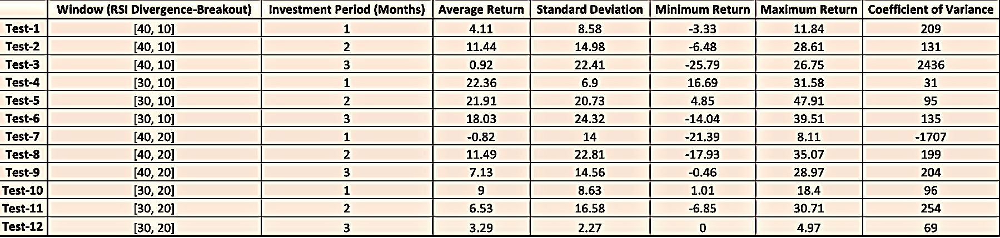 Window (RSI Divergence-Breakout) Investment Period (Months) Average Return Standard Deviation Minimum Return Maximum Return Coefficient of Variance
Test-1 [40, 10] 1 4.11 8.58 -3.33 11.84 209
Test-2 [40, 10] 2 11.44 14.98 -6.48 28.61 131
Test-3 [40, 10] 3 0.92 22.41 -25.79 26.75 2436
Test-4 [30, 10] 1 22.36 6.9 16.69 31.58 31
Test-5 [30, 10] 2 21.91 20.73 4.85 47.91 95
Test-6 [30, 10] 3 18.03 24.32 -14.04 39.51 135
Test-7 [40, 20] 1 -0.82 14 -21.39 8.11 -1707
Test-8 [40, 20] 2 11.49 22.81 -17.93 35.07 199
Test-9 [40, 20] 3 7.13 14.56 -0.46 28.97 204
Test-10 [30, 20] 1 9 8.63 1.01 18.4 96
Test-11 [30, 20] 2 6.53 16.58 -6.85 30.71 254
Test-12 [30, 20] 3 3.29 2.27 0 4.97 69